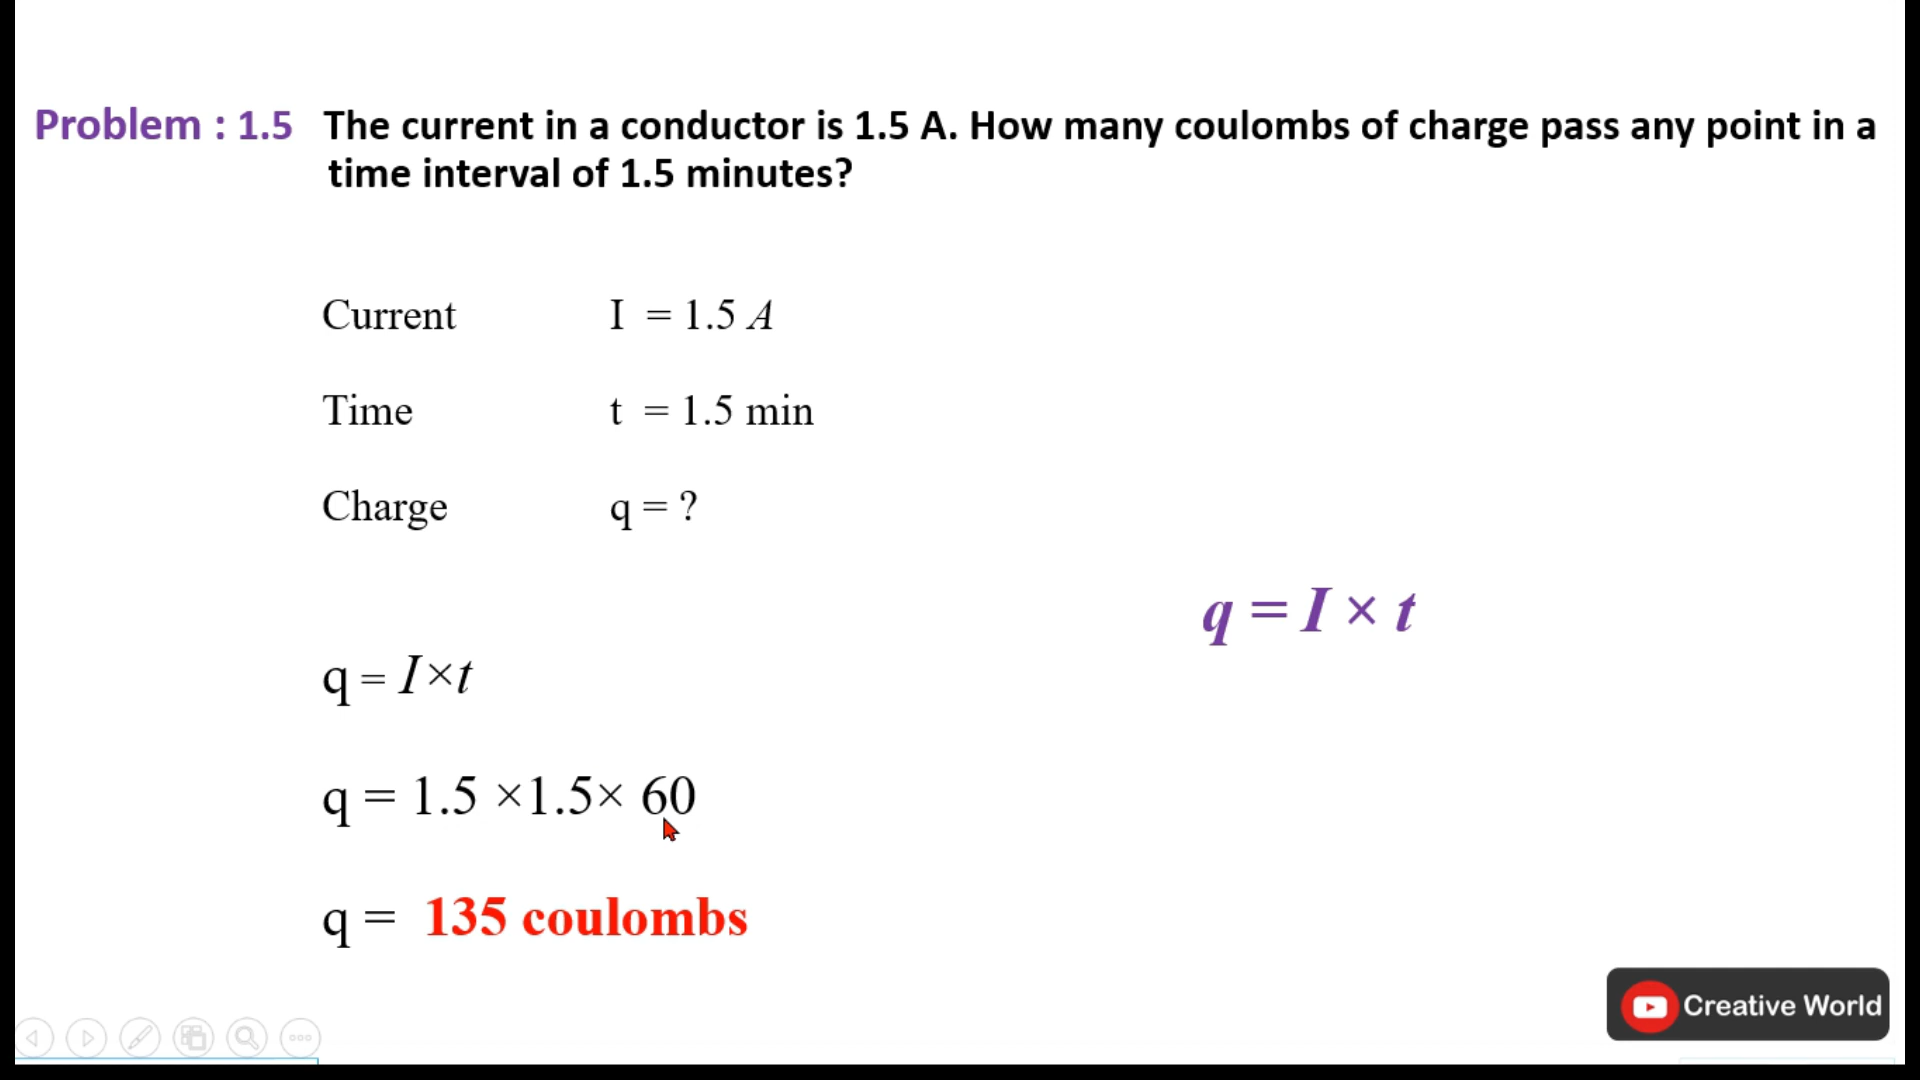 Problem : 1.5 The current in a conductor is 1.5 A. How many coulombs of charge pass any point in a
time interval of 1.5 minutes?
Current I = 1.5 A
Time t = 1.5 min
Charge q = ?
q = I × t
q = I×t
q = 1.5 ×1.5× 60
q = 135 coulombs
Creative World